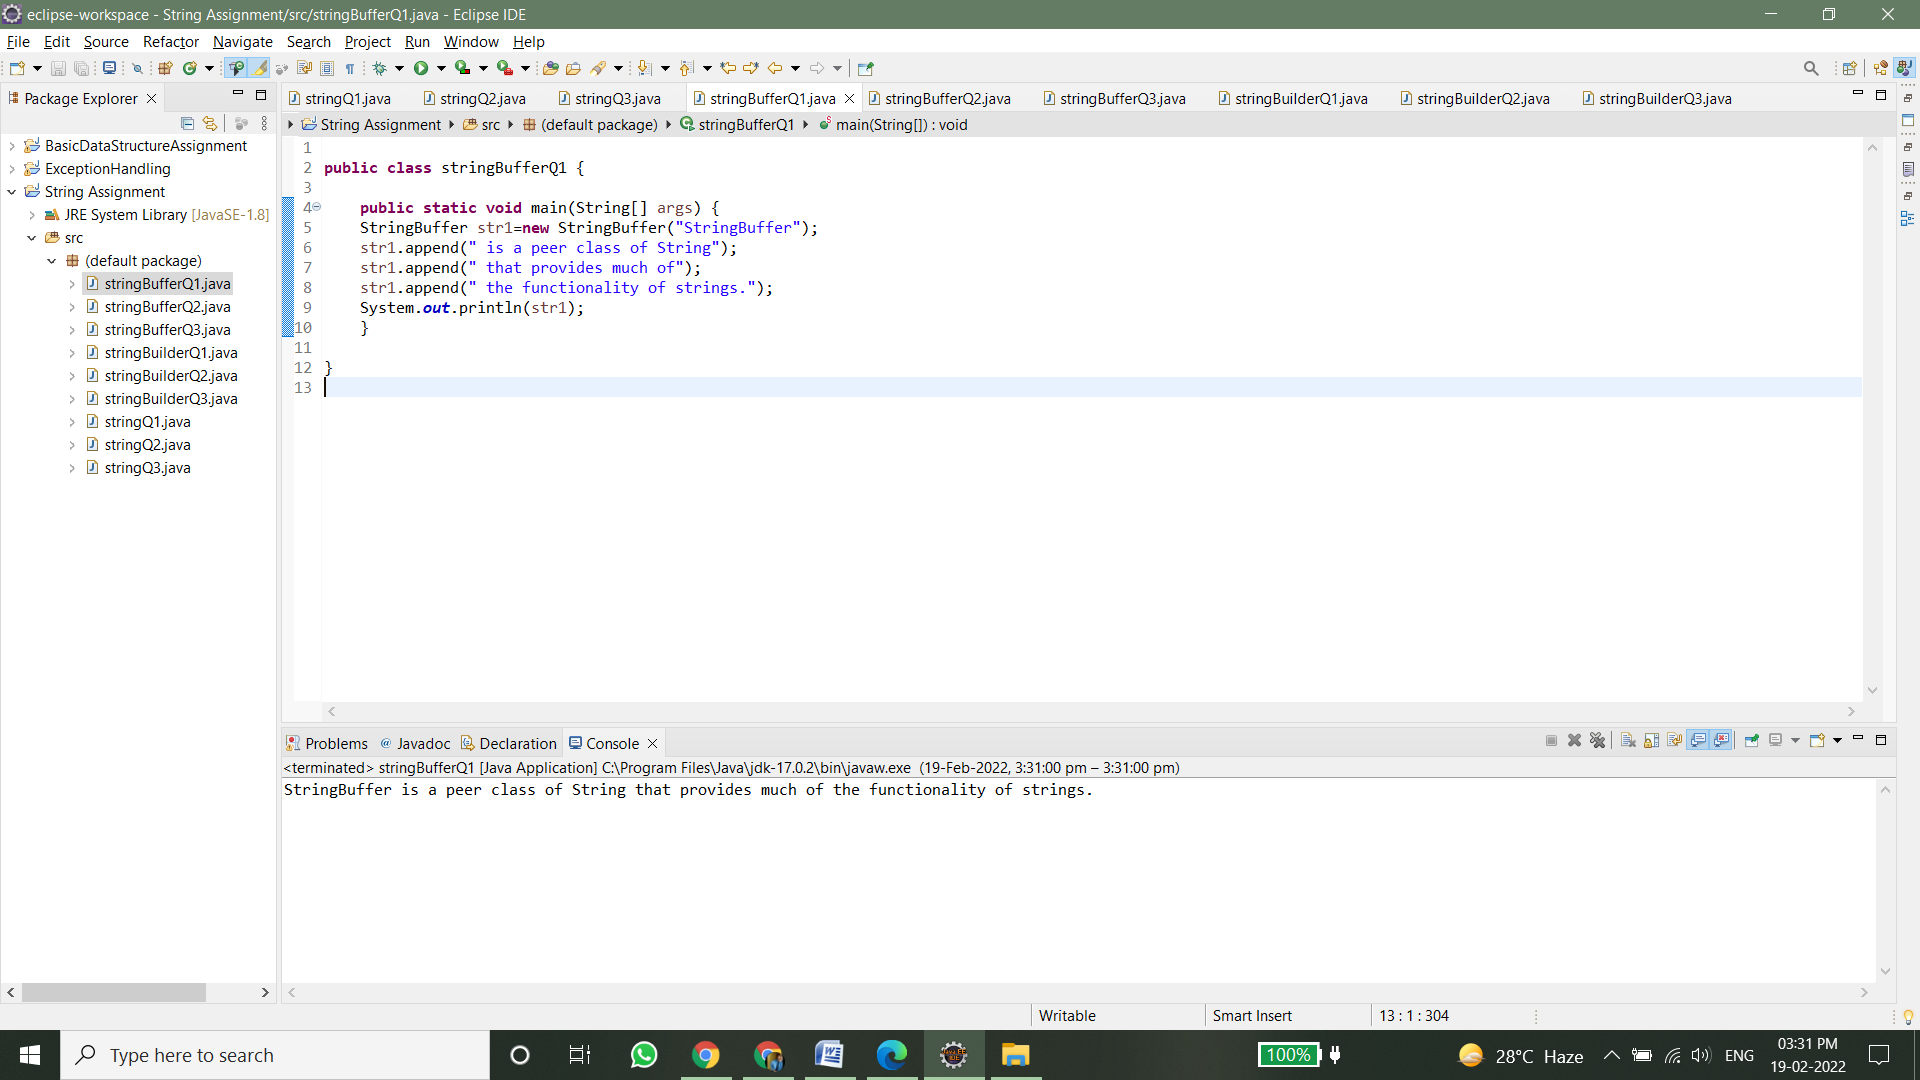 eclipse-workspace - String Assignment/src/stringBufferQ1.java - Eclipse IDE
File Edit Source Refactor Navigate Search Project Run Window Help
Package Explorer
BasicDataStructureAssignment
ExceptionHandling
String Assignment
JRE System Library [JavaSE-1.8]
src
(default package)
stringBufferQ1.java
stringBufferQ2.java
stringBufferQ3.java
stringBuilderQ1.java
stringBuilderQ2.java
stringBuilderQ3.java
stringQ1.java
stringQ2.java
stringQ3.java
stringQ1.java stringQ2.java stringQ3.java stringBufferQ1.java stringBufferQ2.java stringBufferQ3.java stringBuilderQ1.java stringBuilderQ2.java stringBuilderQ3.java
String Assignment src (default package) stringBufferQ1 main(String[]) : void
1
2 public class stringBufferQ1 {
3
4 public static void main(String[] args) {
5 StringBuffer str1=new StringBuffer("StringBuffer");
6 str1.append(" is a peer class of String");
7 str1.append(" that provides much of");
8 str1.append(" the functionality of strings.");
9 System.out.println(str1);
10 }
11
12 }
13
Problems @ Javadoc Declaration Console
<terminated> stringBufferQ1 [Java Application] C:\Program Files\Java\jdk-17.0.2\bin\javaw.exe (19-Feb-2022, 3:31:00 pm – 3:31:00 pm)
StringBuffer is a peer class of String that provides much of the functionality of strings.
Writable Smart Insert 13 : 1 : 304
Type here to search
100%
28°C Haze
ENG
03:31 PM
19-02-2022